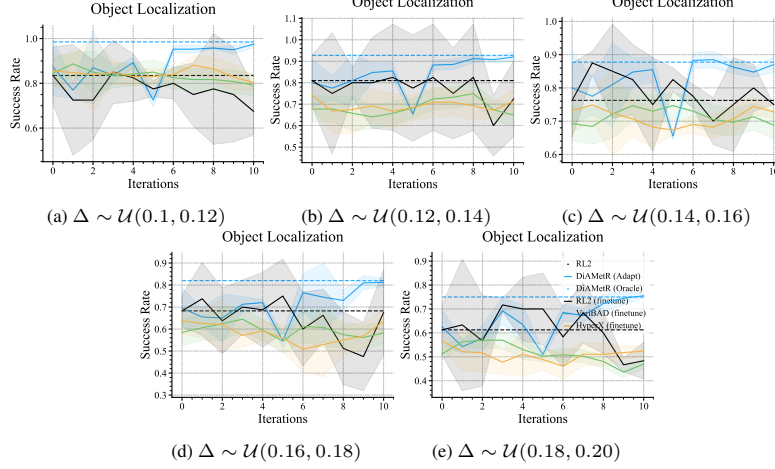 Object Localization
Object Localization
Object Localization
1.0
0.8
0.6
Success Rate
0 2 4 6 8 10
Iterations
1.1
1.0
0.9
0.8
0.7
0.6
0.5
Success Rate
0 2 4 6 8 10
Iterations
1.0
0.9
0.8
0.7
0.6
Success Rate
0 2 4 6 8 10
Iterations
(a) Δ ∼ 𝒰(0.1, 0.12)
(b) Δ ∼ 𝒰(0.12, 0.14)
(c) Δ ∼ 𝒰(0.14, 0.16)
Object Localization
Object Localization
0.9
0.8
0.7
0.6
0.5
0.4
0.3
Success Rate
0 2 4 6 8 10
Iterations
0.9
0.8
0.7
0.6
0.5
0.4
Success Rate
0 2 4 6 8 10
Iterations
RL2
DiAMetR (Adapt)
DiAMetR (Oracle)
RL2 (finetune)
VariBAD (finetune)
HyperX (finetune)
(d) Δ ∼ 𝒰(0.16, 0.18)
(e) Δ ∼ 𝒰(0.18, 0.20)